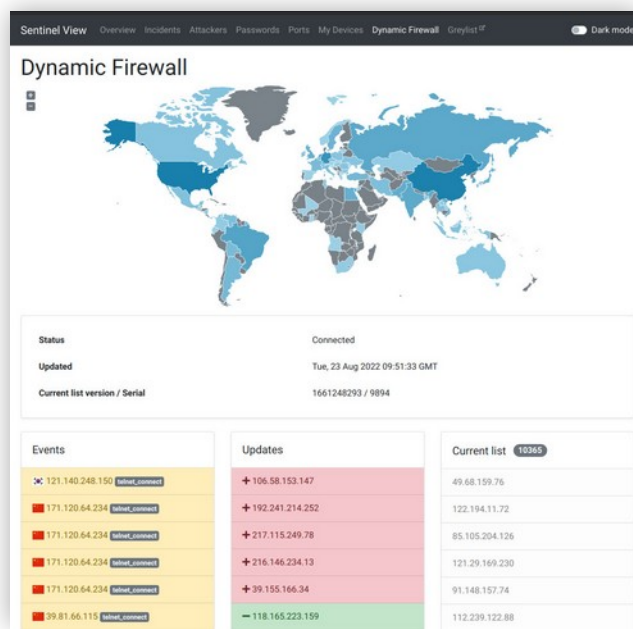 Sentinel View Overview Incidents Attackers Passwords Ports My Devices Dynamic Firewall Greylist Dark mode
Dynamic Firewall
+
−
Status Connected
Updated Tue, 23 Aug 2022 09:51:33 GMT
Current list version / Serial 1661248293 / 9894
Events
121.140.248.150 telnet_connect
171.120.64.234 telnet_connect
171.120.64.234 telnet_connect
171.120.64.234 telnet_connect
171.120.64.234 telnet_connect
39.81.66.115 telnet_connect
Updates
+ 106.58.153.147
+ 192.241.214.252
+ 217.115.249.78
+ 216.146.234.13
+ 39.155.166.34
− 118.165.223.159
Current list 10365
49.68.159.76
122.194.11.72
85.105.204.126
121.29.169.230
91.148.157.74
112.239.122.88